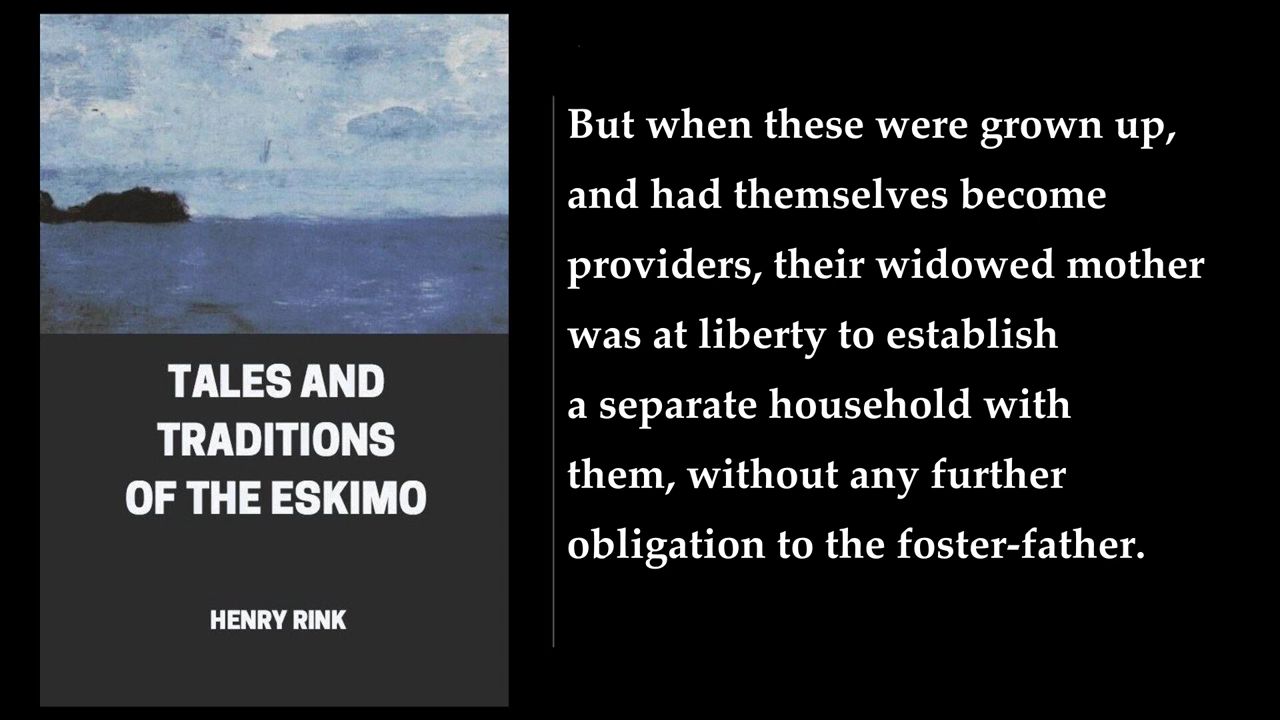 TALES AND
TRADITIONS
OF THE ESKIMO
HENRY RINK
But when these were grown up,
and had themselves become
providers, their widowed mother
was at liberty to establish
a separate household with
them, without any further
obligation to the foster-father.